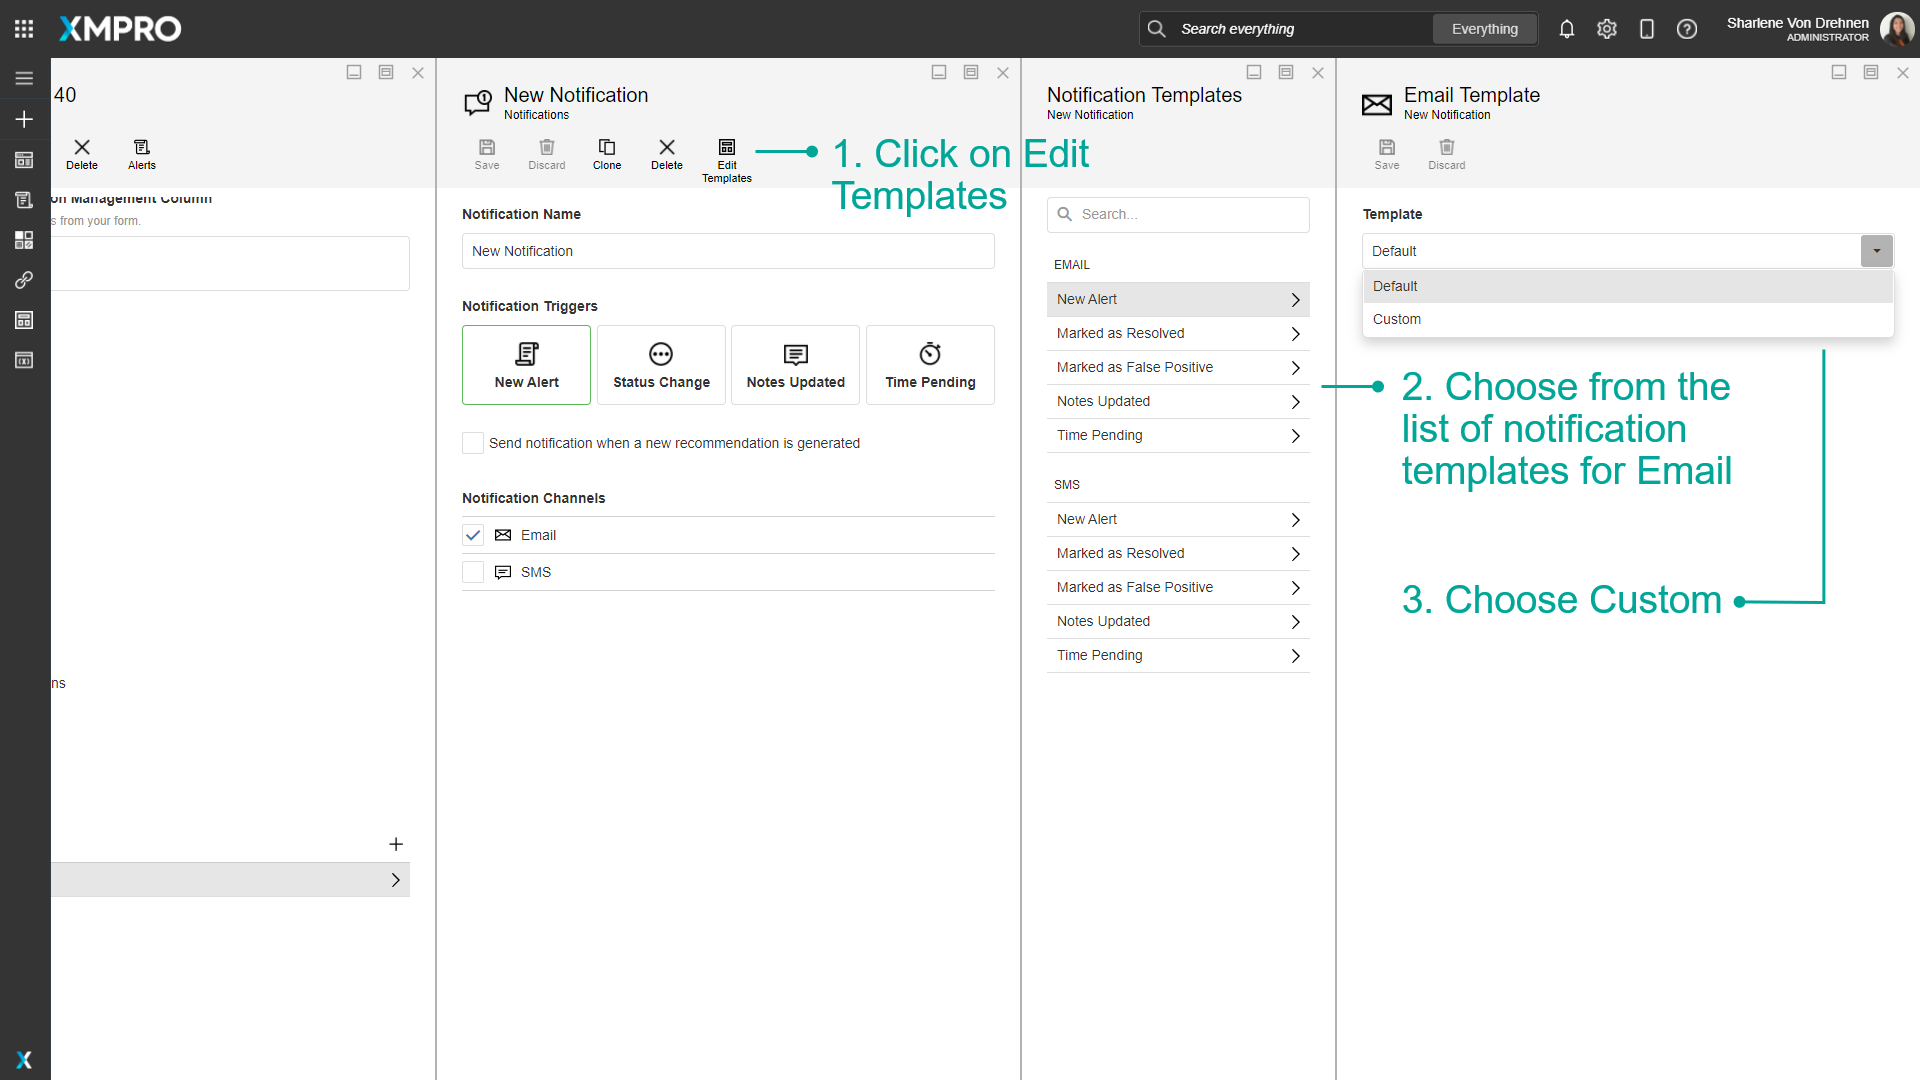 XMPRO
Search everything
Everything
Sharlene Von Drehnen
ADMINISTRATOR
40
Delete
Alerts
on Management Column
s from your form.
ns
New Notification
Notifications
Save
Discard
Clone
Delete
Edit
Templates
1. Click on Edit
Templates
Notification Name
New Notification
Notification Triggers
New Alert
Status Change
Notes Updated
Time Pending
Send notification when a new recommendation is generated
Notification Channels
Email
SMS
Notification Templates
New Notification
Search...
EMAIL
New Alert
Marked as Resolved
Marked as False Positive
Notes Updated
Time Pending
SMS
New Alert
Marked as Resolved
Marked as False Positive
Notes Updated
Time Pending
Email Template
New Notification
Save
Discard
Template
Default
Default
Custom
2. Choose from the
list of notification
templates for Email
3. Choose Custom